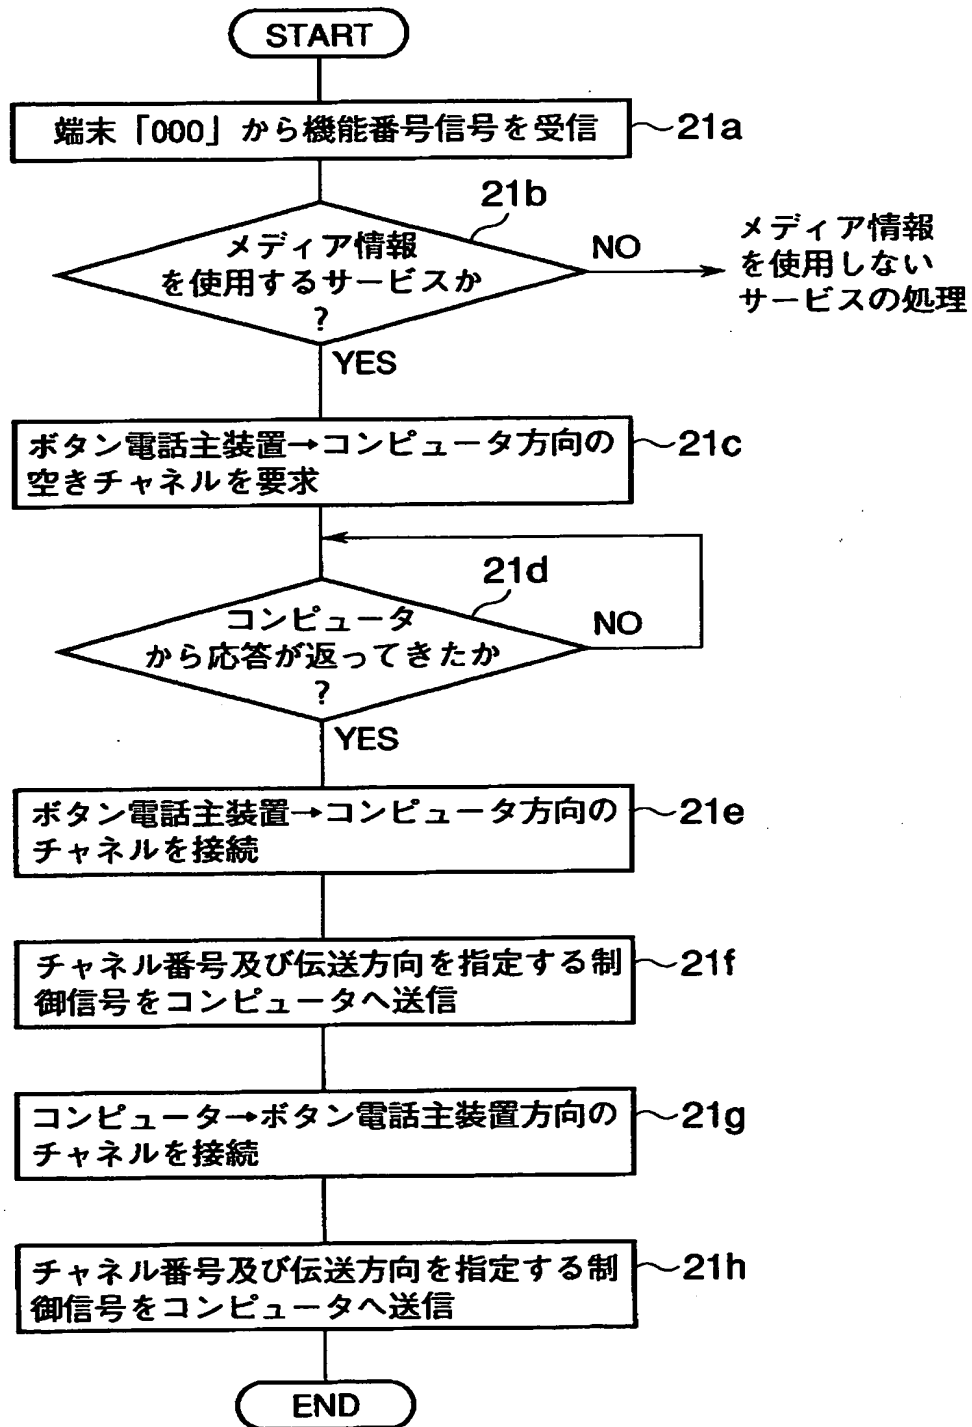 START
端末「000」から機能番号信号を受信
21a
21b
メディア情報
を使用するサービスか
?
NO
メディア情報
を使用しない
サービスの処理
YES
ボタン電話主装置→コンピュータ方向の
空きチャネルを要求
21c
21d
コンピュータ
から応答が返ってきたか
?
NO
YES
ボタン電話主装置→コンピュータ方向の
チャネルを接続
21e
チャネル番号及び伝送方向を指定する制
御信号をコンピュータへ送信
21f
コンピュータ→ボタン電話主装置方向の
チャネルを接続
21g
チャネル番号及び伝送方向を指定する制
御信号をコンピュータへ送信
21h
END